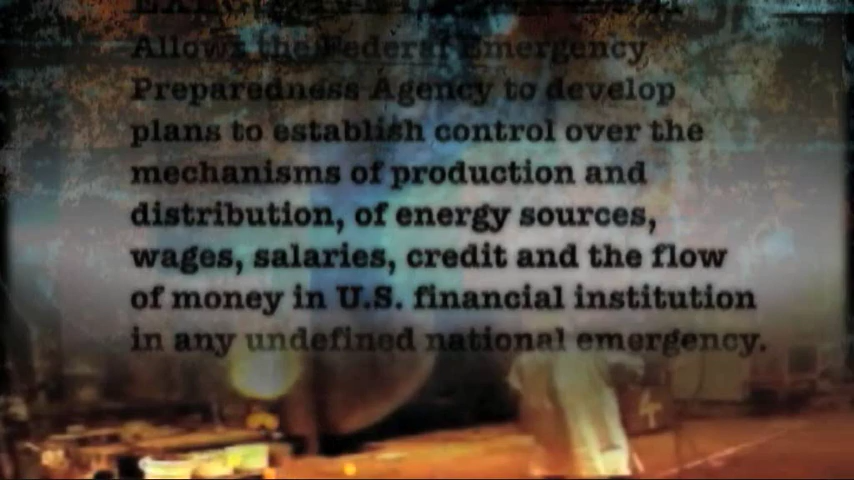 Allows the Federal Emergency
Preparedness Agency to develop
plans to establish control over the
mechanisms of production and
distribution, of energy sources,
wages, salaries, credit and the flow
of money in U.S. financial institution
in any undefined national emergency.